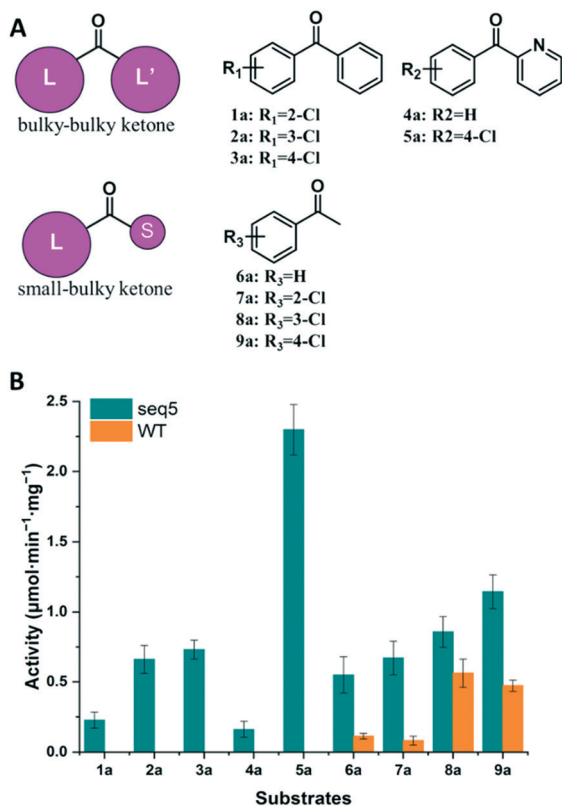 A
O
L
L'
bulky-bulky ketone
O
R₁
1a: R₁=2-Cl
2a: R₁=3-Cl
3a: R₁=4-Cl
O
N
R₂
4a: R2=H
5a: R2=4-Cl
O
L
S
small-bulky ketone
O
R₃
6a: R₃=H
7a: R₃=2-Cl
8a: R₃=3-Cl
9a: R₃=4-Cl
B
seq5
WT
Activity (μmol·min⁻¹·mg⁻¹)
2.5
2.0
1.5
1.0
0.5
0.0
1a 2a 3a 4a 5a 6a 7a 8a 9a
Substrates